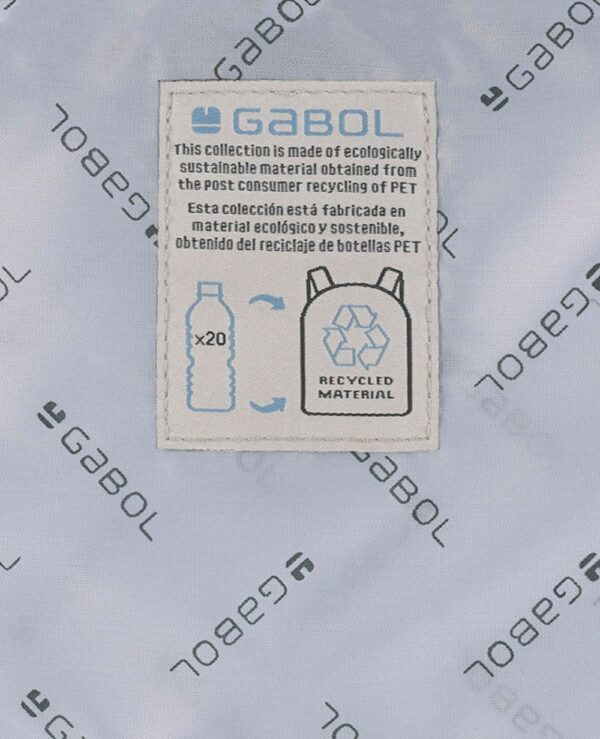 GABOL
GABOL
GABOL
This collection is made of ecologically
sustainable material obtained from
the post consumer recycling of PET
Esta colección está fabricada en
material ecológico y sostenible,
obtenido del reciclaje de botellas PET
GABOL
GABOL
x20
RECYCLED
MATERIAL
GABOL
GABOL
GABOL
GABOL